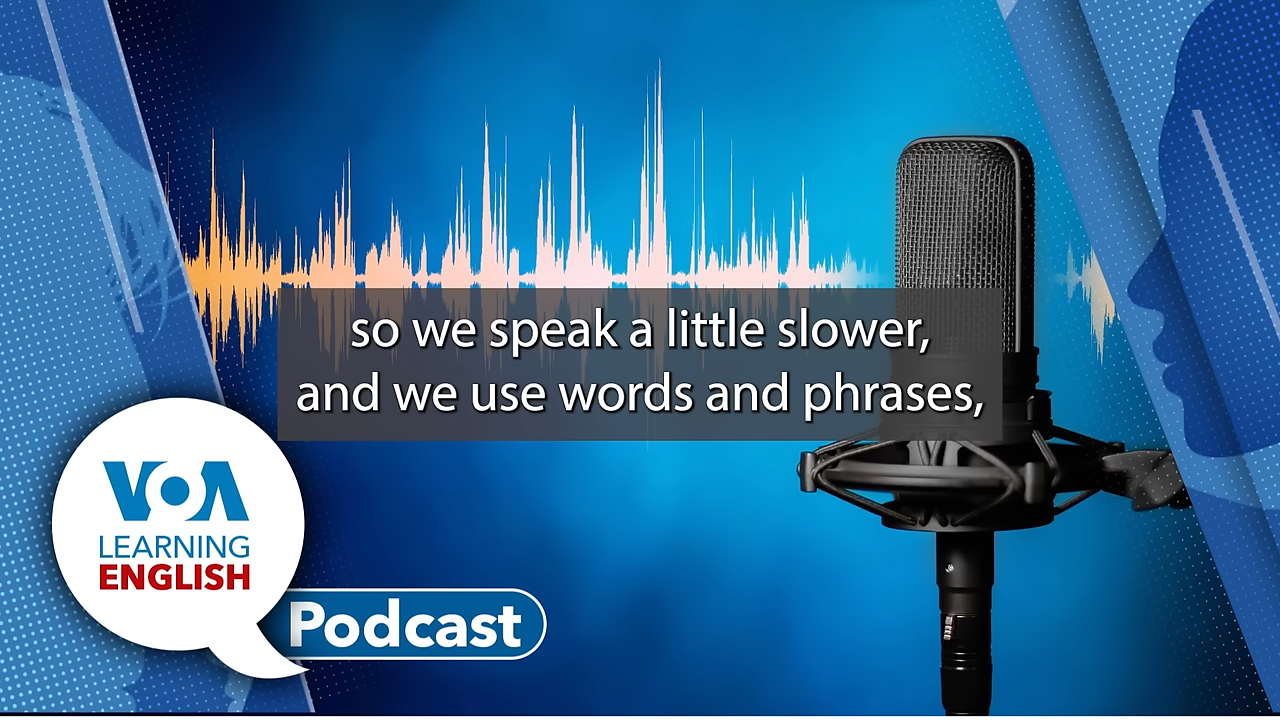 so we speak a little slower,
and we use words and phrases,
VOA
LEARNING
ENGLISH
Podcast